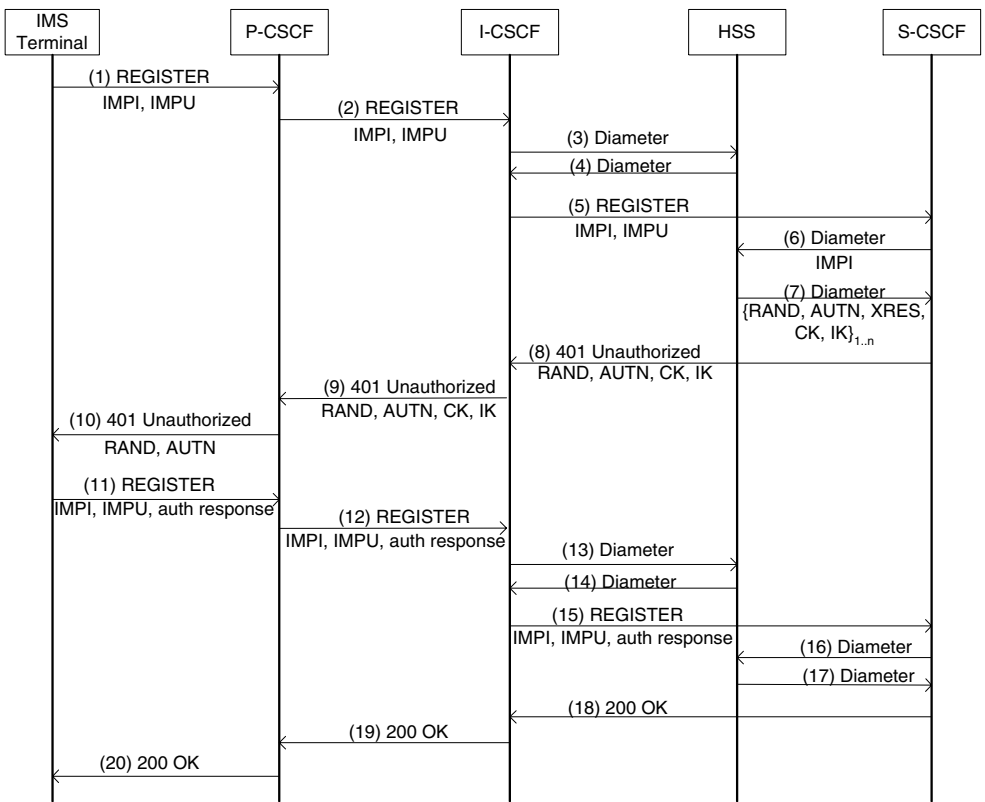 IMS
Terminal
P-CSCF
I-CSCF
HSS
S-CSCF
(1) REGISTER
IMPI, IMPU
(2) REGISTER
IMPI, IMPU
(3) Diameter
(4) Diameter
(5) REGISTER
IMPI, IMPU
(6) Diameter
IMPI
(7) Diameter
{RAND, AUTN, XRES,
CK, IK}1..n
(8) 401 Unauthorized
RAND, AUTN, CK, IK
(9) 401 Unauthorized
RAND, AUTN, CK, IK
(10) 401 Unauthorized
RAND, AUTN
(11) REGISTER
IMPI, IMPU, auth response
(12) REGISTER
IMPI, IMPU, auth response
(13) Diameter
(14) Diameter
(15) REGISTER
IMPI, IMPU, auth response
(16) Diameter
(17) Diameter
(18) 200 OK
(19) 200 OK
(20) 200 OK